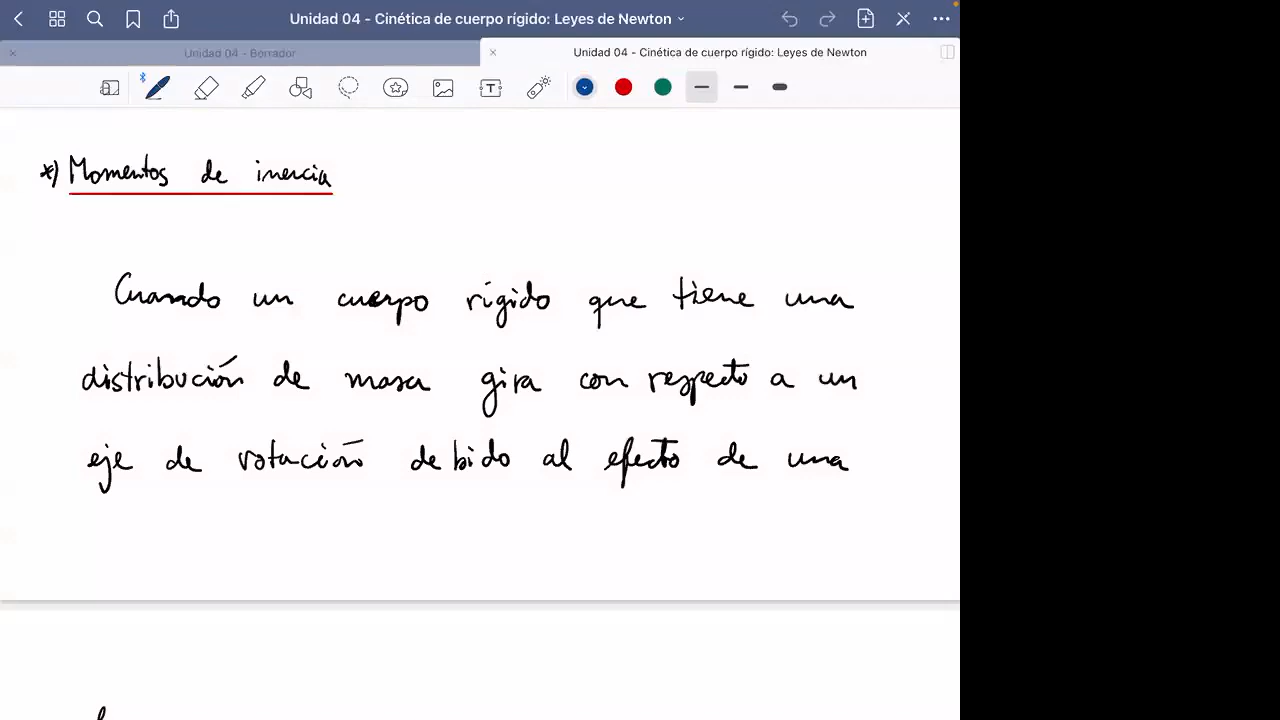 Unidad 04 - Cinética de cuerpo rígido: Leyes de Newton
Unidad 04 - Borrador
Unidad 04 - Cinética de cuerpo rígido: Leyes de Newton
*) Momentos de inercia
Cuando un cuerpo rígido que tiene una
distribución de masa gira con respecto a un
eje de rotación debido al efecto de una